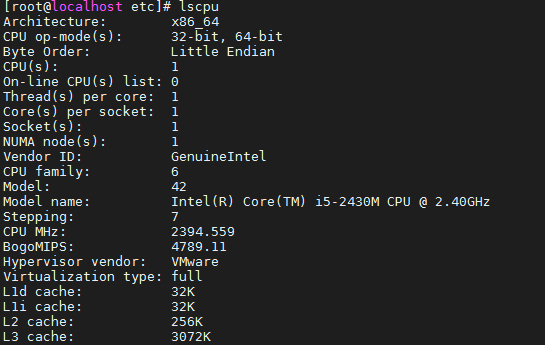 [root@localhost etc]# lscpu
Architecture:          x86_64
CPU op-mode(s):        32-bit, 64-bit
Byte Order:            Little Endian
CPU(s):                1
On-line CPU(s) list:   0
Thread(s) per core:    1
Core(s) per socket:    1
Socket(s):             1
NUMA node(s):          1
Vendor ID:             GenuineIntel
CPU family:            6
Model:                 42
Model name:            Intel(R) Core(TM) i5-2430M CPU @ 2.40GHz
Stepping:              7
CPU MHz:               2394.559
BogoMIPS:              4789.11
Hypervisor vendor:     VMware
Virtualization type:   full
L1d cache:             32K
L1i cache:             32K
L2 cache:              256K
L3 cache:              3072K